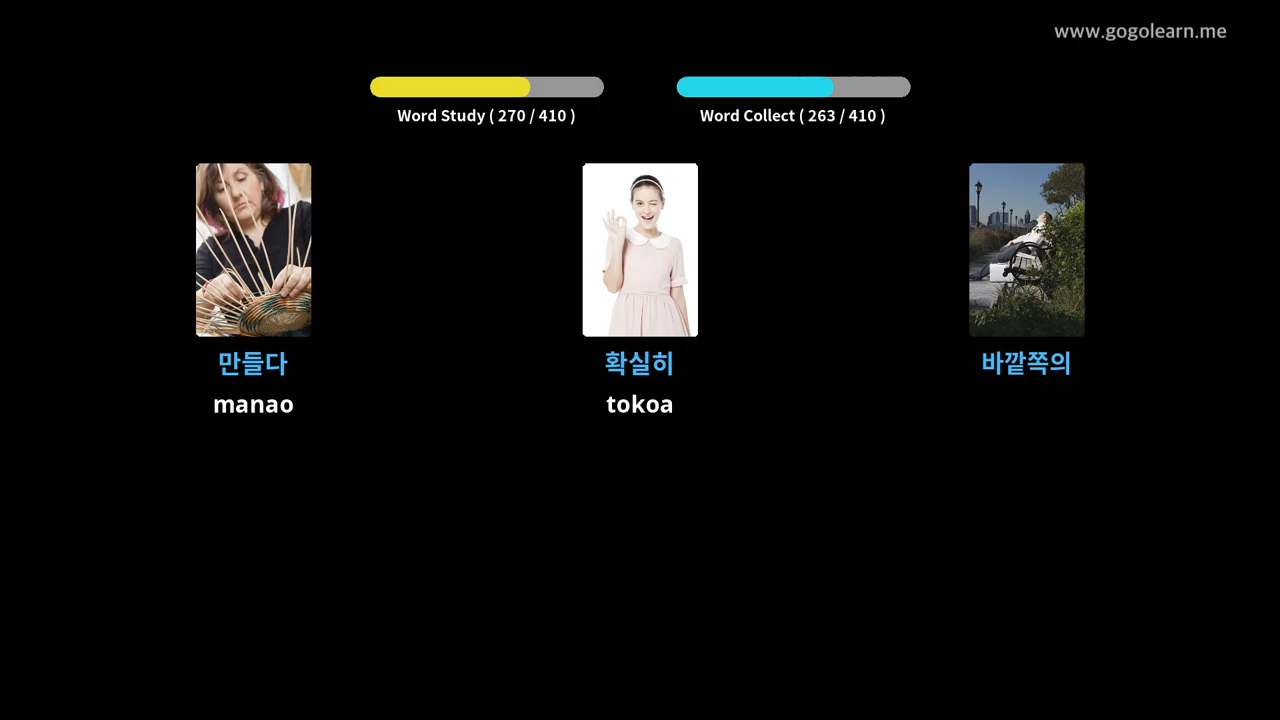 www.gogolearn.me
Word Study ( 270 / 410 )
Word Collect ( 263 / 410 )
만들다
확실히
바깥쪽의
manao
tokoa